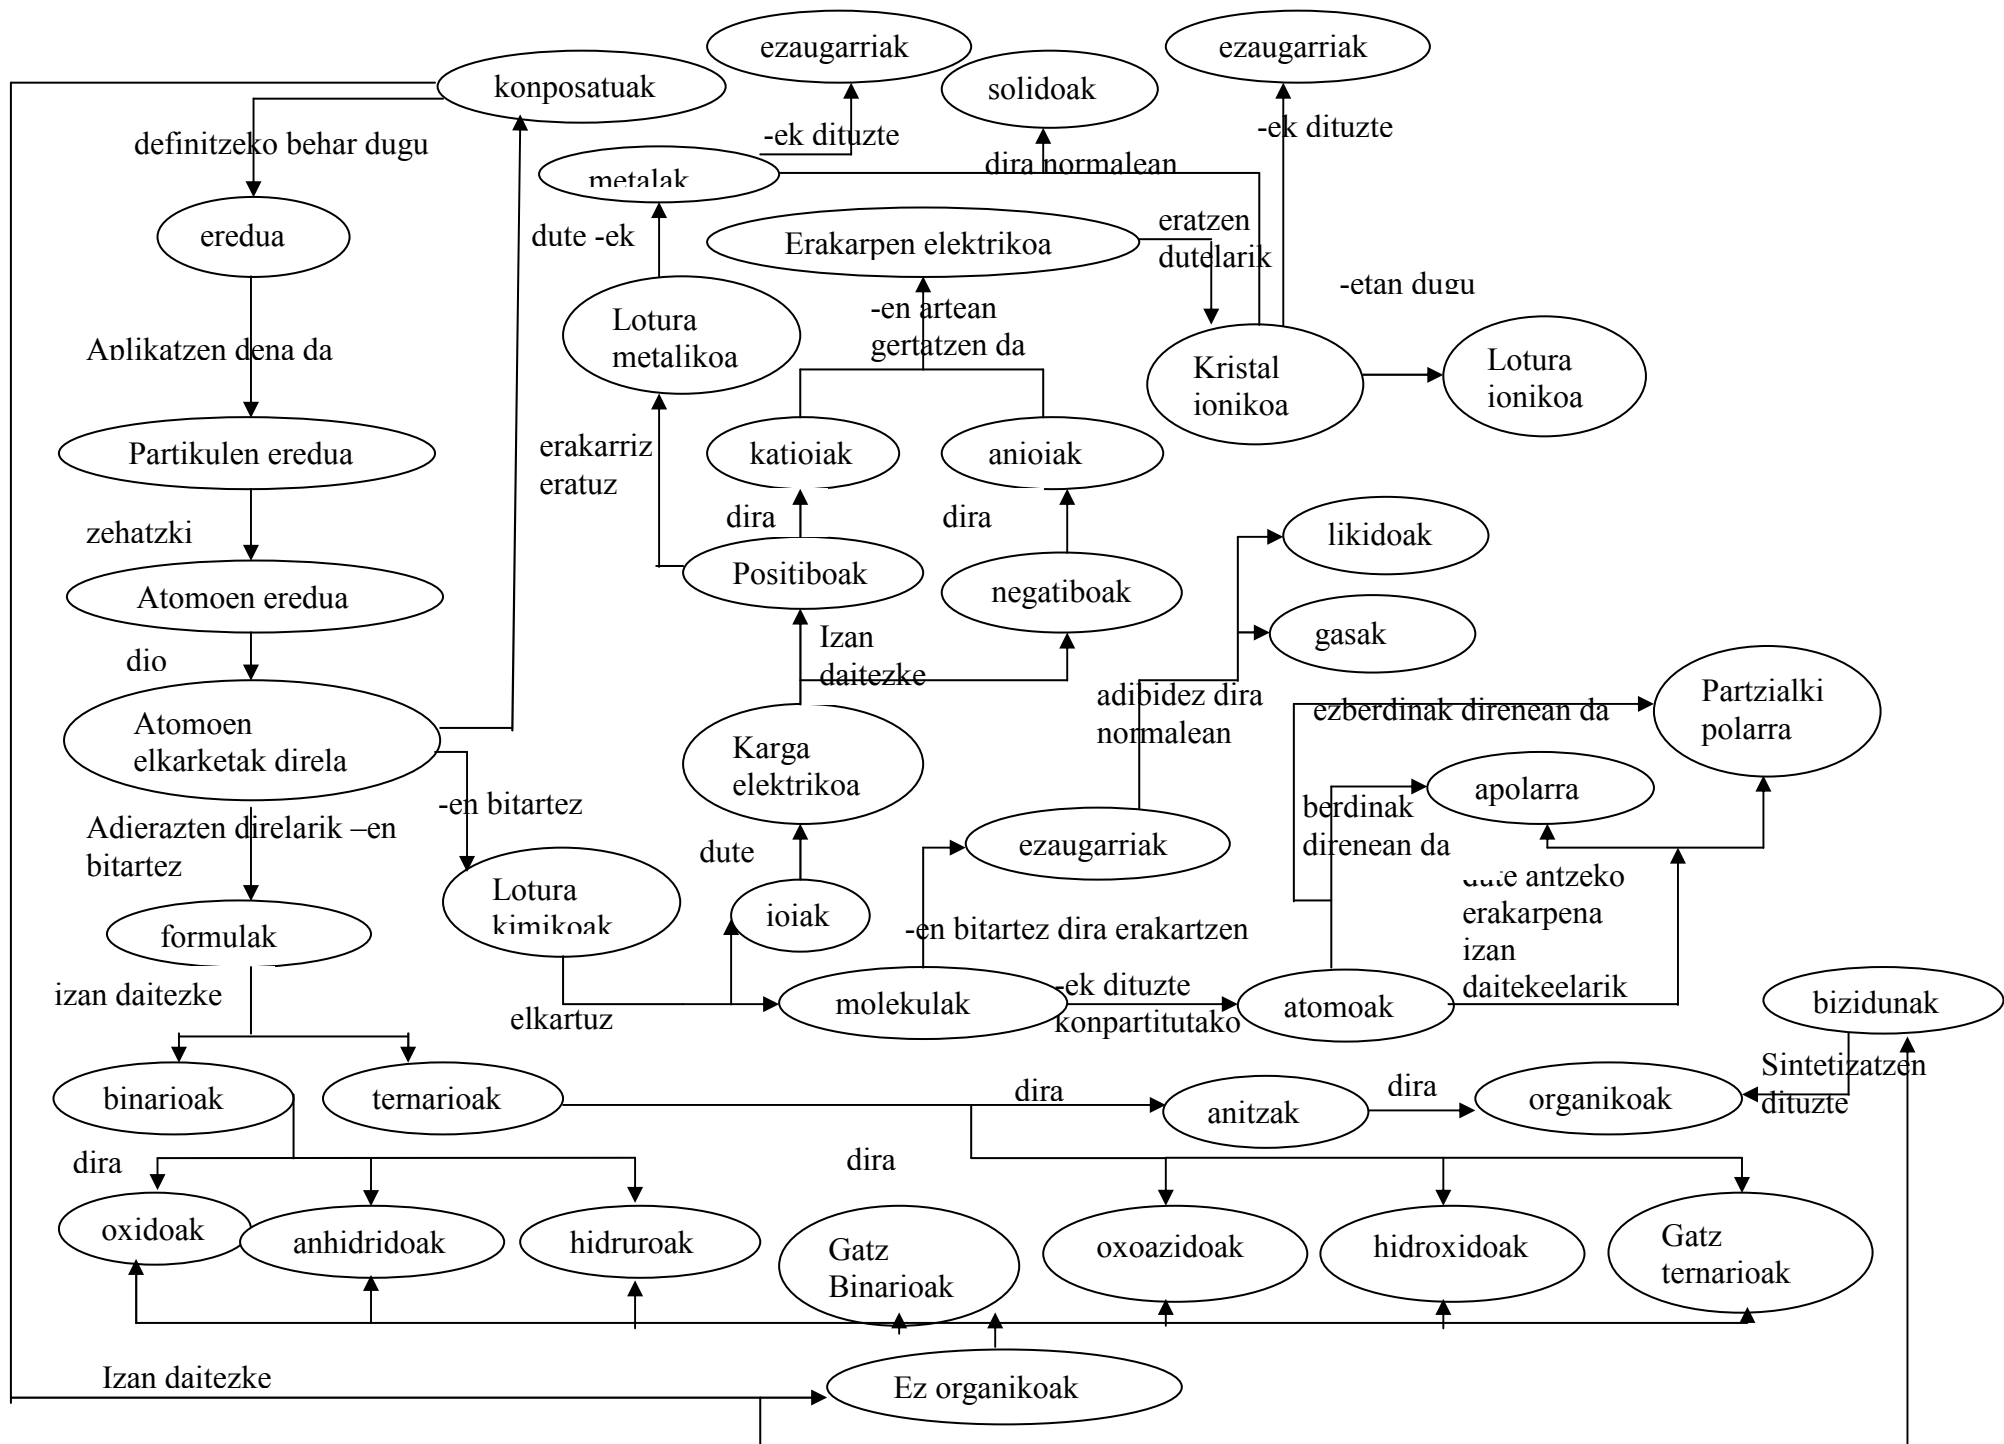 ezaugarriak
ezaugarriak
konposatuak
solidoak
-ek dituzte
-ek dituzte
definitzeko behar dugu
dira normalean
metalak
eredua
dute -ek
Erakarpen elektrikoa
eratzen
dutelarik
-etan dugu
-en artean
gertatzen da
Lotura
metalikoa
Aplikatzen dena da
Kristal
ionikoa
Lotura
ionikoa
Partikulen eredua
erakarriz
eratuz
katioiak
anioiak
zehatzki
dira
dira
likidoak
Atomoen eredua
Positiboak
negatiboak
gasak
dio
Izan
daitezke
adibidez dira
normalean
ezberdinak direnean da
Partzialki
polarra
Atomoen
elkarketak direla
Karga
elektrikoa
-en bitartez
apolarra
berdinak
direnean da
Adierazten direlarik –en
bitartez
dute
ezaugarriak
dute antzeko
erakarpena
izan
daitekeelarik
Lotura
kimikoak
ioiak
formulak
-en bitartez dira erakartzen
izan daitezke
elkartuz
molekulak
-ek dituzte
konpartitutako
atomoak
bizidunak
Sintetizatzen
dituzte
binarioak
ternarioak
dira
anitzak
dira
organikoak
dira
dira
oxidoak
anhidridoak
hidruroak
Gatz
Binarioak
oxoazidoak
hidroxidoak
Gatz
ternarioak
Izan daitezke
Ez organikoak